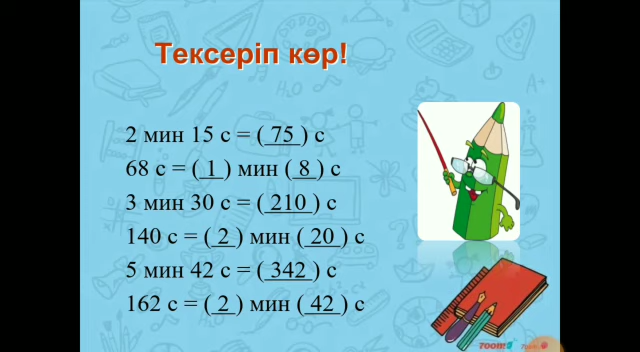 Тексеріп көр!
2 мин 15 с = ( 75 ) с
68 с = ( 1 ) мин ( 8 ) с
3 мин 30 с = ( 210 ) с
140 с = ( 2 ) мин ( 20 ) с
5 мин 42 с = ( 342 ) с
162 с = ( 2 ) мин ( 42 ) с